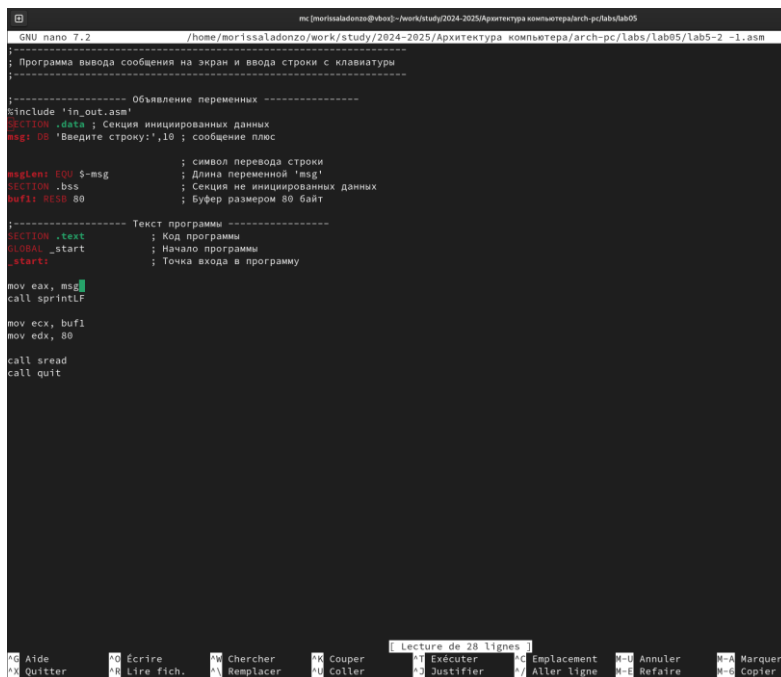 mc [morissaladonzo@vbox]:~/work/study/2024-2025/Архитектура компьютера/arch-pc/labs/lab05
GNU nano 7.2 /home/morissaladonzo/work/study/2024-2025/Архитектура компьютера/arch-pc/labs/lab05/lab5-2 -1.asm
;------------------------------------------------------------------
; Программа вывода сообщения на экран и ввода строки с клавиатуры
;------------------------------------------------------------------
;------------------- Объявление переменных ----------------
%include 'in_out.asm'
SECTION .data ; Секция инициированных данных
msg: DB 'Введите строку:',10 ; сообщение плюс
; символ перевода строки
msgLen: EQU $-msg ; Длина переменной 'msg'
SECTION .bss ; Секция не инициированных данных
buf1: RESB 80 ; Буфер размером 80 байт
;------------------- Текст программы -----------------
SECTION .text ; Код программы
GLOBAL _start ; Начало программы
_start: ; Точка входа в программу
mov eax, msg
call sprintLF
mov ecx, buf1
mov edx, 80
call sread
call quit
[ Lecture de 28 lignes ]
^G Aide ^O Écrire ^W Chercher ^K Couper ^T Exécuter ^C Emplacement M-U Annuler M-A Marquer
^X Quitter ^R Lire fich. ^\ Remplacer ^U Coller ^J Justifier ^/ Aller ligne M-E Refaire M-6 Copier